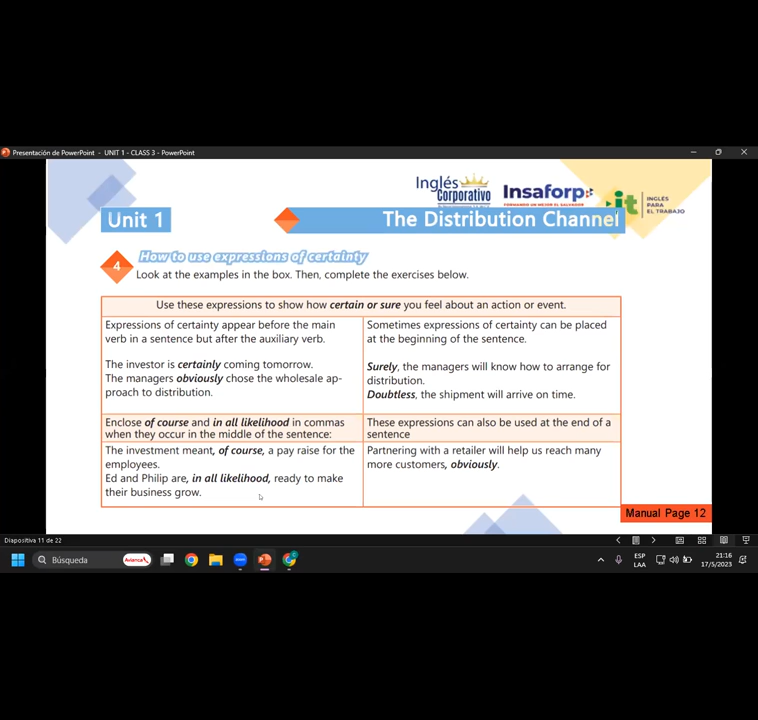 Presentación de PowerPoint - UNIT 1 - CLASS 3 - PowerPoint
Inglés
Corporativo
Insaforp
FORMANDO UN MEJOR EL SALVADOR
it
INGLÉS
PARA
EL TRABAJO
Unit 1
The Distribution Channel
4
How to use expressions of certainty
Look at the examples in the box. Then, complete the exercises below.
Use these expressions to show how certain or sure you feel about an action or event.
Expressions of certainty appear before the main
verb in a sentence but after the auxiliary verb.
The investor is certainly coming tomorrow.
The managers obviously chose the wholesale ap-
proach to distribution.
Sometimes expressions of certainty can be placed
at the beginning of the sentence.
Surely, the managers will know how to arrange for
distribution.
Doubtless, the shipment will arrive on time.
Enclose of course and in all likelihood in commas
when they occur in the middle of the sentence:
These expressions can also be used at the end of a
sentence
The investment meant, of course, a pay raise for the
employees.
Ed and Philip are, in all likelihood, ready to make
their business grow.
Partnering with a retailer will help us reach many
more customers, obviously.
Manual Page 12
Diapositiva 11 de 22
Búsqueda
Avianca
ESP
LAA
21:16
17/5/2023